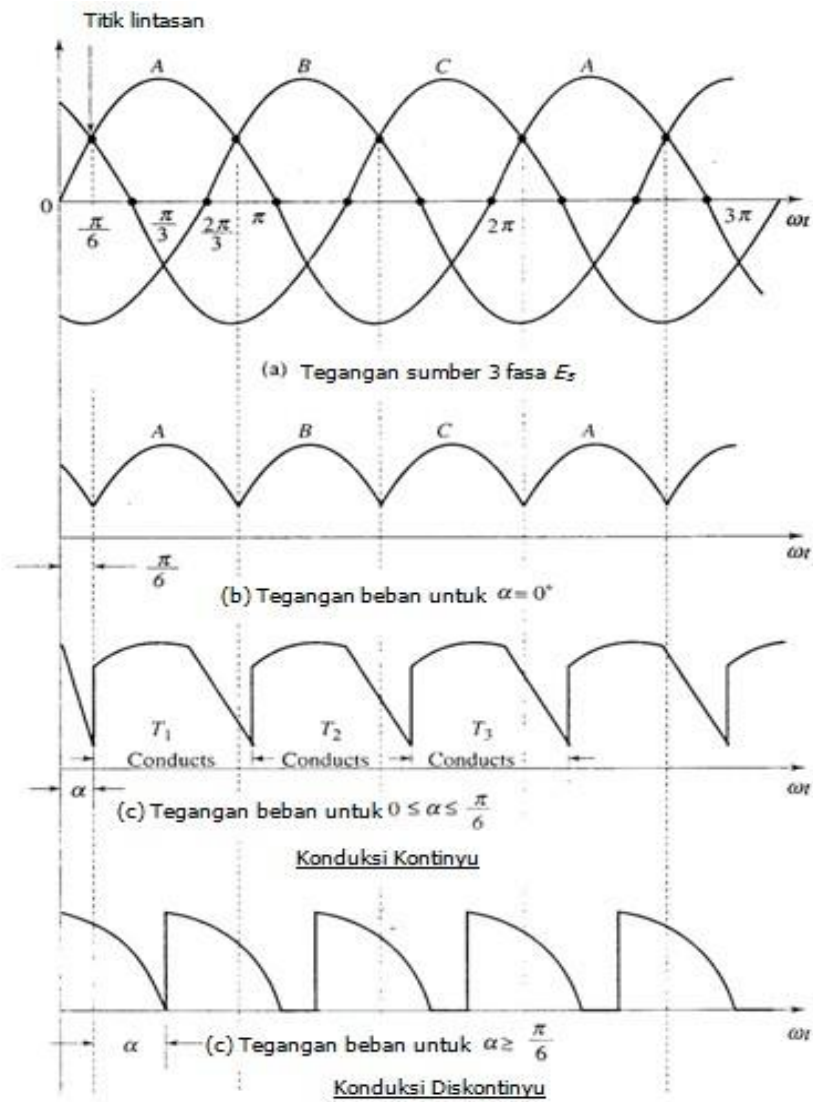 Titik lintasan
A B C A
0 π/6 π/3 2π/3 π 2π 3π ωt
(a) Tegangan sumber 3 fasa Es
A B C A
ωt
π/6
(b) Tegangan beban untuk α = 0°
T1 T2 T3
Conducts Conducts Conducts
ωt
α
(c) Tegangan beban untuk 0 ≤ α ≤ π/6
Konduksi Kontinyu
ωt
α (c) Tegangan beban untuk α ≥ π/6
Konduksi Diskontinyu